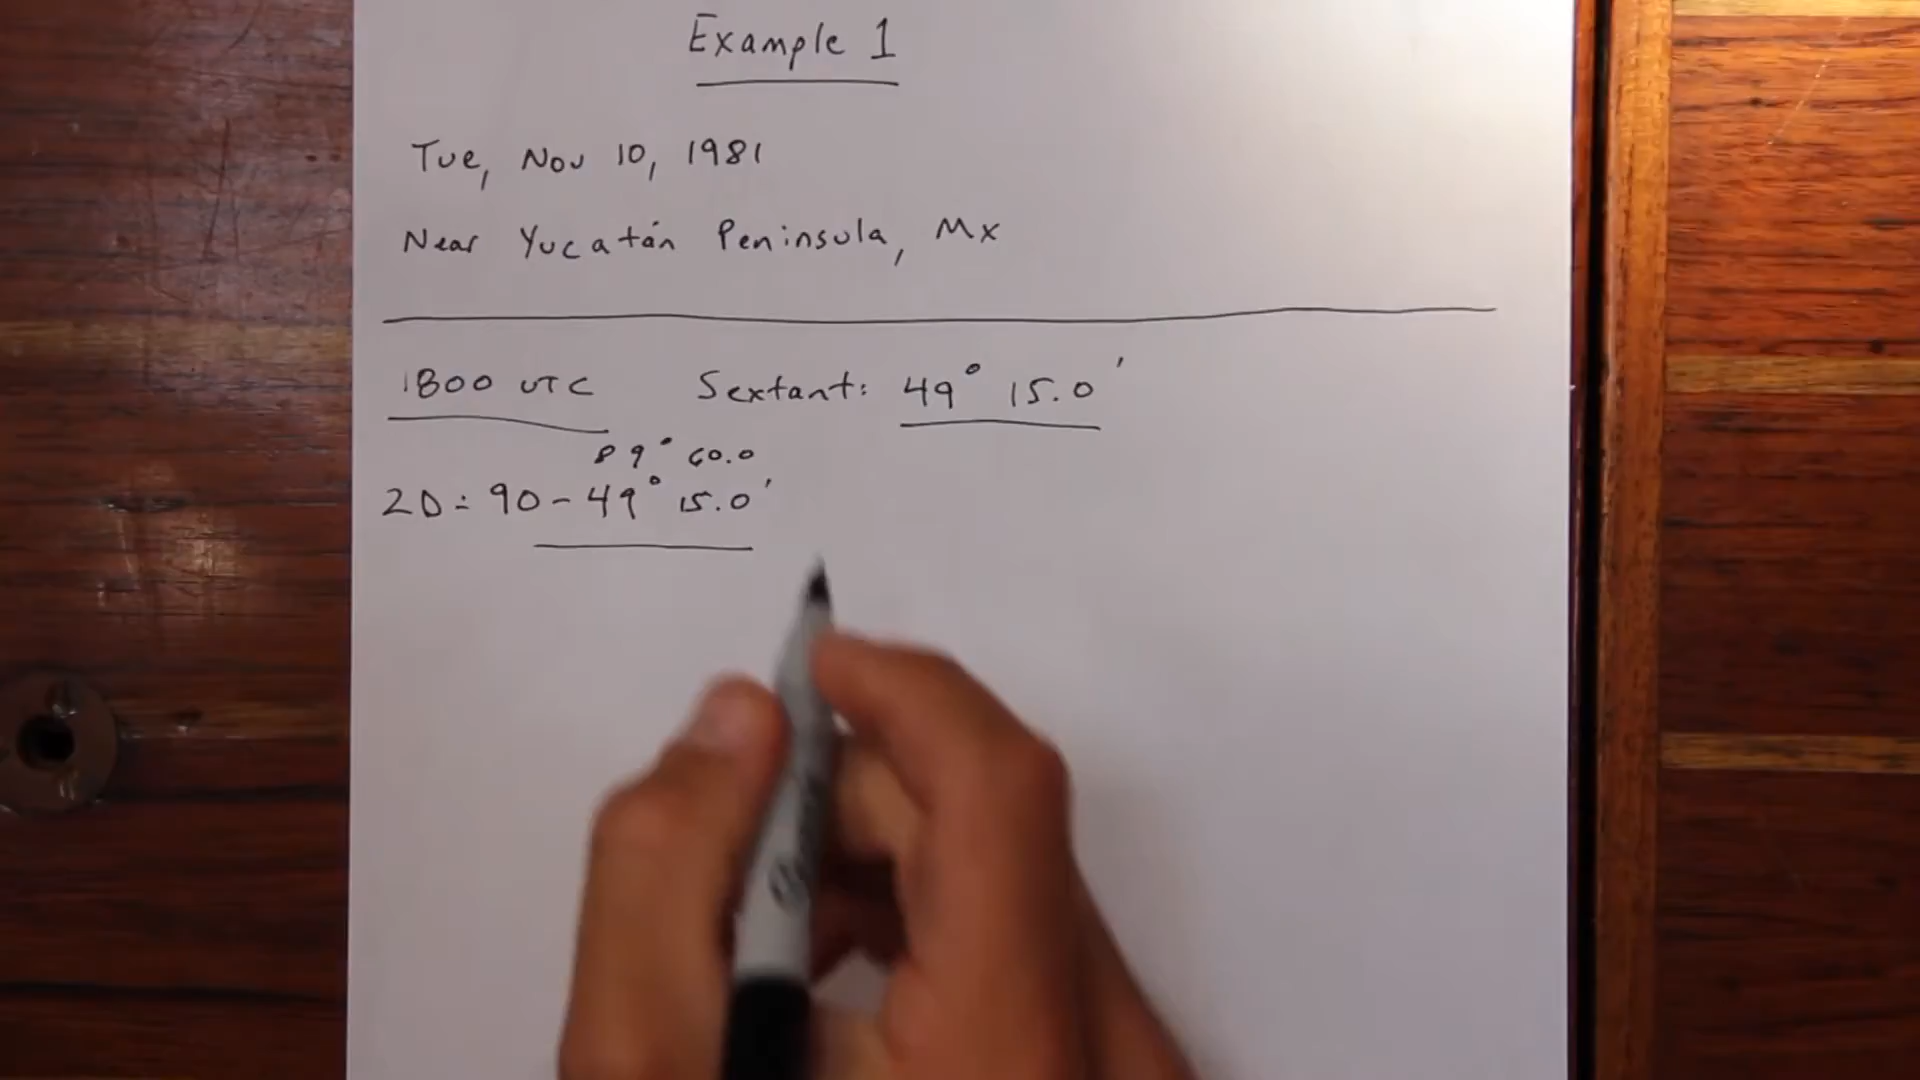 Example 1
Tue, Nov 10, 1981
Near Yucatán Peninsula, Mx
1800 UTC Sextant: 49° 15.0'
89° 60.0
ZD = 90 - 49° 15.0'